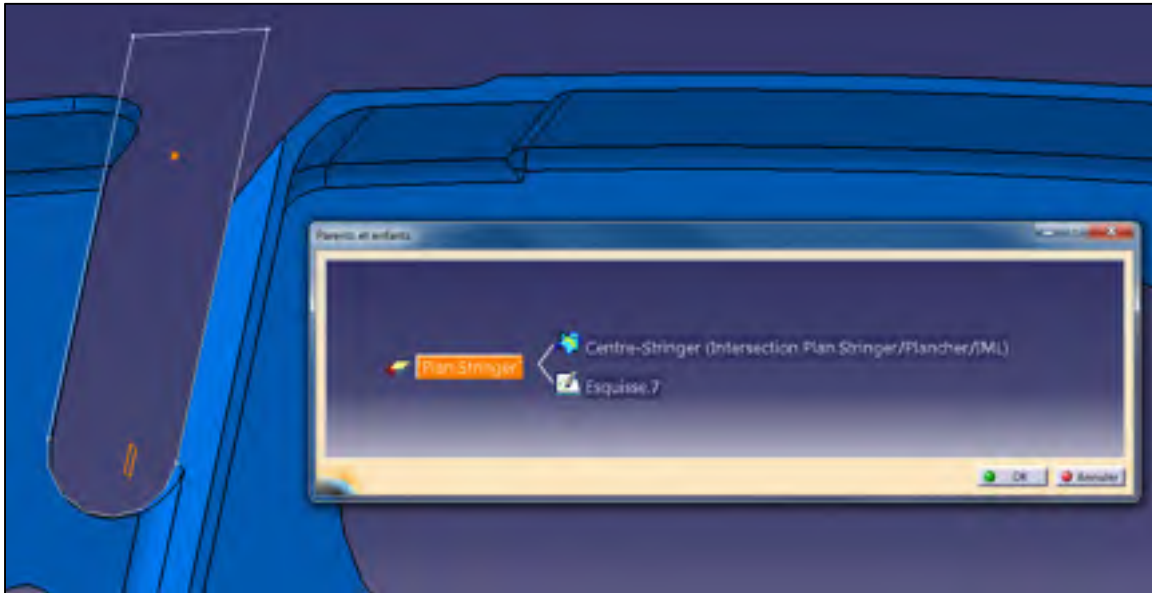 Parents et enfants
Centre-Stringer (Intersection Plan Stringer/Plancher/IML)
Plan Stringer
Esquisse.7
OK
Annuler